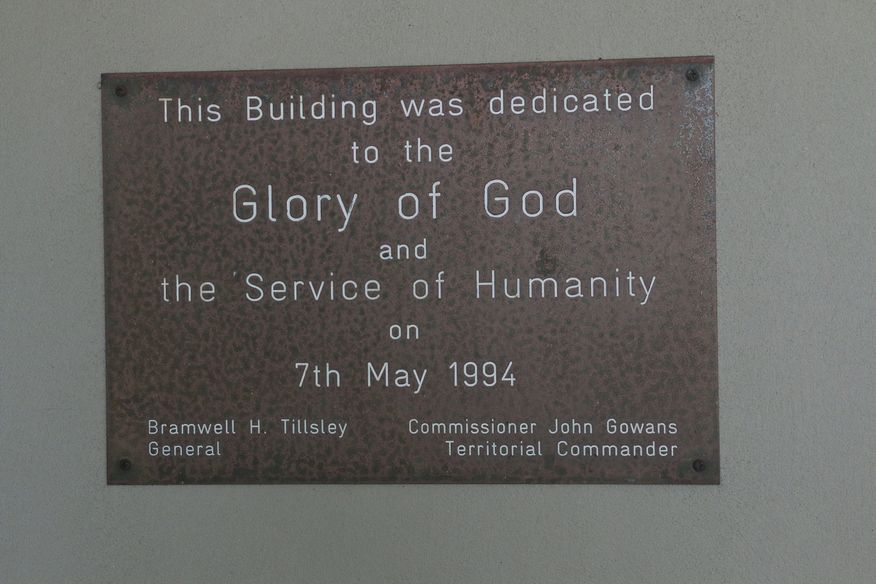 This Building was dedicated
to the
Glory of God
and
the Service of Humanity
on
7th May 1994
Bramwell H. Tillsley
General
Commissioner John Gowans
Territorial Commander